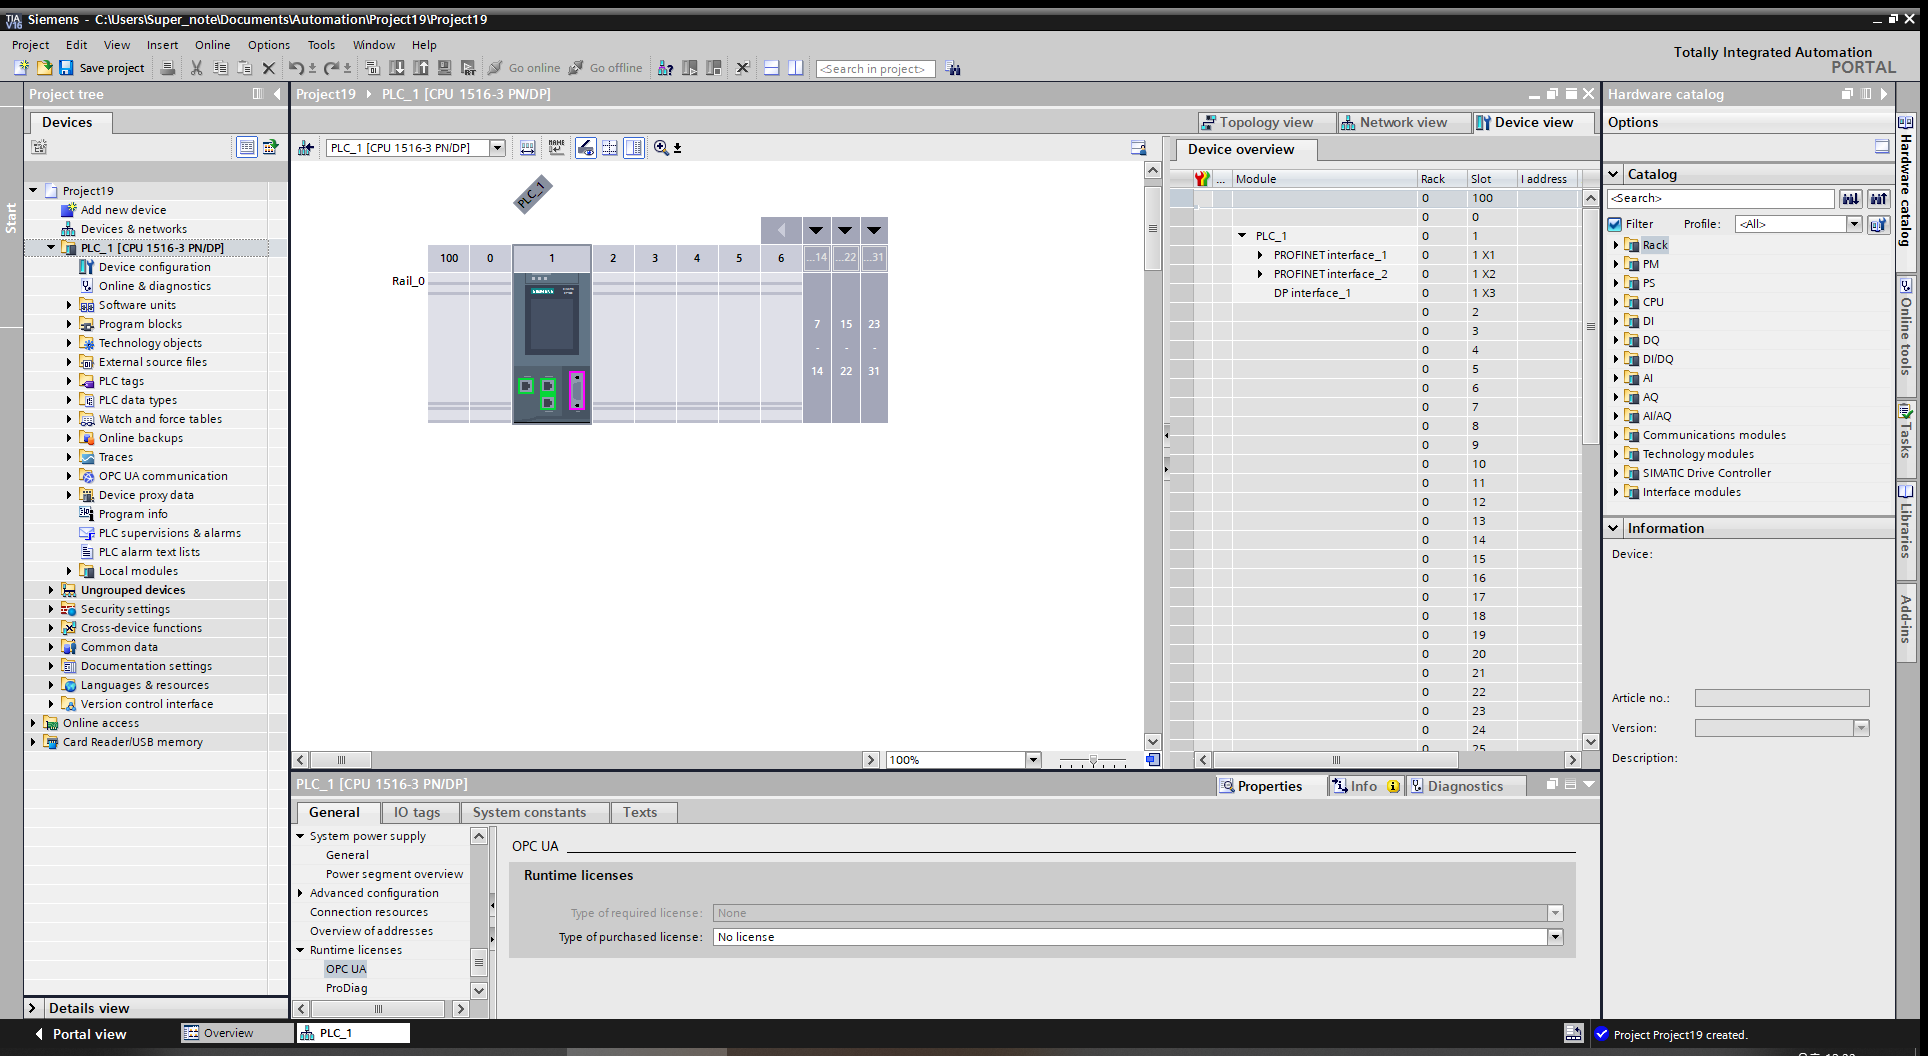 Siemens - C:\Users\Super_note\Documents\Automation\Project19\Project19
Project Edit View Insert Online Options Tools Window Help
Totally Integrated Automation
PORTAL
Save project
Go online
Go offline
<Search in project>
Project tree
Project19 PLC_1 [CPU 1516-3 PN/DP]
Hardware catalog
Devices
Topology view
Network view
Device view
Options
PLC_1 [CPU 1516-3 PN/DP]
Device overview
Start
Project19
Add new device
Devices & networks
PLC_1 [CPU 1516-3 PN/DP]
Device configuration
Online & diagnostics
Software units
Program blocks
Technology objects
External source files
PLC tags
PLC data types
Watch and force tables
Online backups
Traces
OPC UA communication
Device proxy data
Program info
PLC supervisions & alarms
PLC alarm text lists
Local modules
Ungrouped devices
Security settings
Cross-device functions
Common data
Documentation settings
Languages & resources
Version control interface
Online access
Card Reader/USB memory
Details view
PLC_1
100 0 1 2 3 4 5 6 ...14 ...22 ...31
Rail_0
SIEMENS
7 15 23
- - -
14 22 31
100%
... Module Rack Slot I address
0 100
0 0
PLC_1 0 1
PROFINET interface_1 0 1 X1
PROFINET interface_2 0 1 X2
DP interface_1 0 1 X3
0 2
0 3
0 4
0 5
0 6
0 7
0 8
0 9
0 10
0 11
0 12
0 13
0 14
0 15
0 16
0 17
0 18
0 19
0 20
0 21
0 22
0 23
0 24
0 25
Catalog
<Search>
Filter Profile: <All>
Rack
PM
PS
CPU
DI
DQ
DI/DQ
AI
AQ
AI/AQ
Communications modules
Technology modules
SIMATIC Drive Controller
Interface modules
Information
Device:
Article no.:
Version:
Description:
Hardware catalog
Online tools
Tasks
Libraries
Add-ins
PLC_1 [CPU 1516-3 PN/DP]
Properties
Info
Diagnostics
General IO tags System constants Texts
System power supply
General
Power segment overview
Advanced configuration
Connection resources
Overview of addresses
Runtime licenses
OPC UA
ProDiag
OPC UA
Runtime licenses
Type of required license: None
Type of purchased license: No license
Portal view
Overview
PLC_1
Project Project19 created.